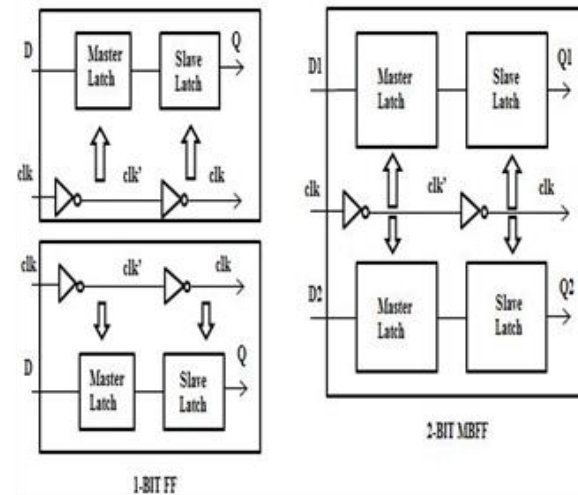 D
Master
Latch
Slave
Latch
Q
clk
clk'
clk
clk
clk'
clk
D
Master
Latch
Slave
Latch
Q
1-BIT FF
D1
Master
Latch
Slave
Latch
Q1
clk
clk'
clk
D2
Master
Latch
Slave
Latch
Q2
2-BIT MBFF